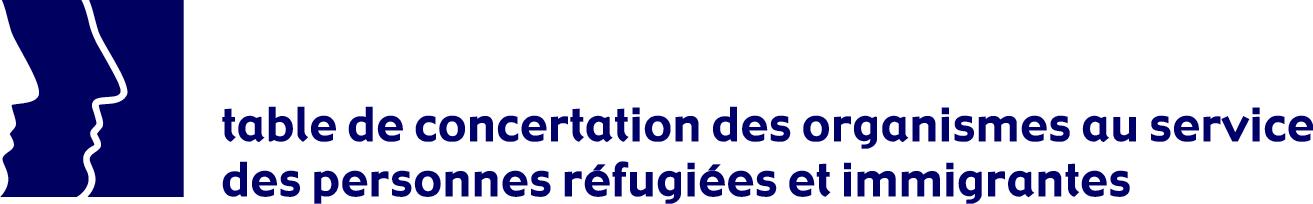 table de concertation des organismes au service
des personnes réfugiées et immigrantes